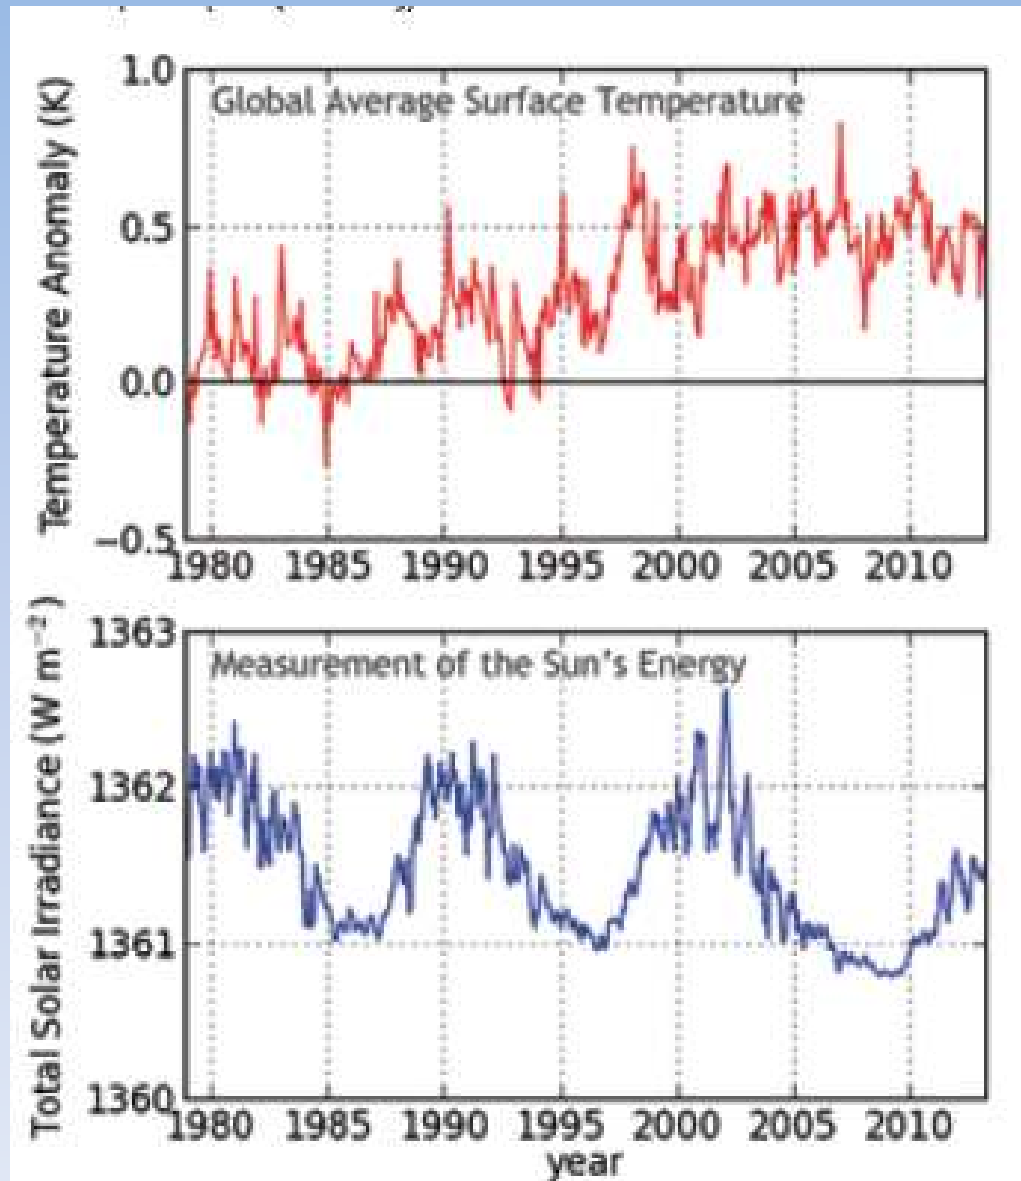 Temperature Anomaly (K)
1.0
0.5
0.0
−0.5
Global Average Surface Temperature
1980 1985 1990 1995 2000 2005 2010
Total Solar Irradiance (W m⁻²)
1363
1362
1361
1360
Measurement of the Sun's Energy
1980 1985 1990 1995 2000 2005 2010
year